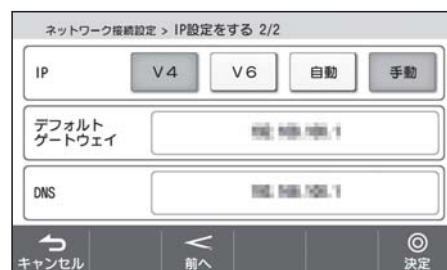 ネットワーク接続設定 > IP設定をする 2/2
IP
V4
V6
自動
手動
デフォルト
ゲートウェイ
DNS
キャンセル
前へ
決定